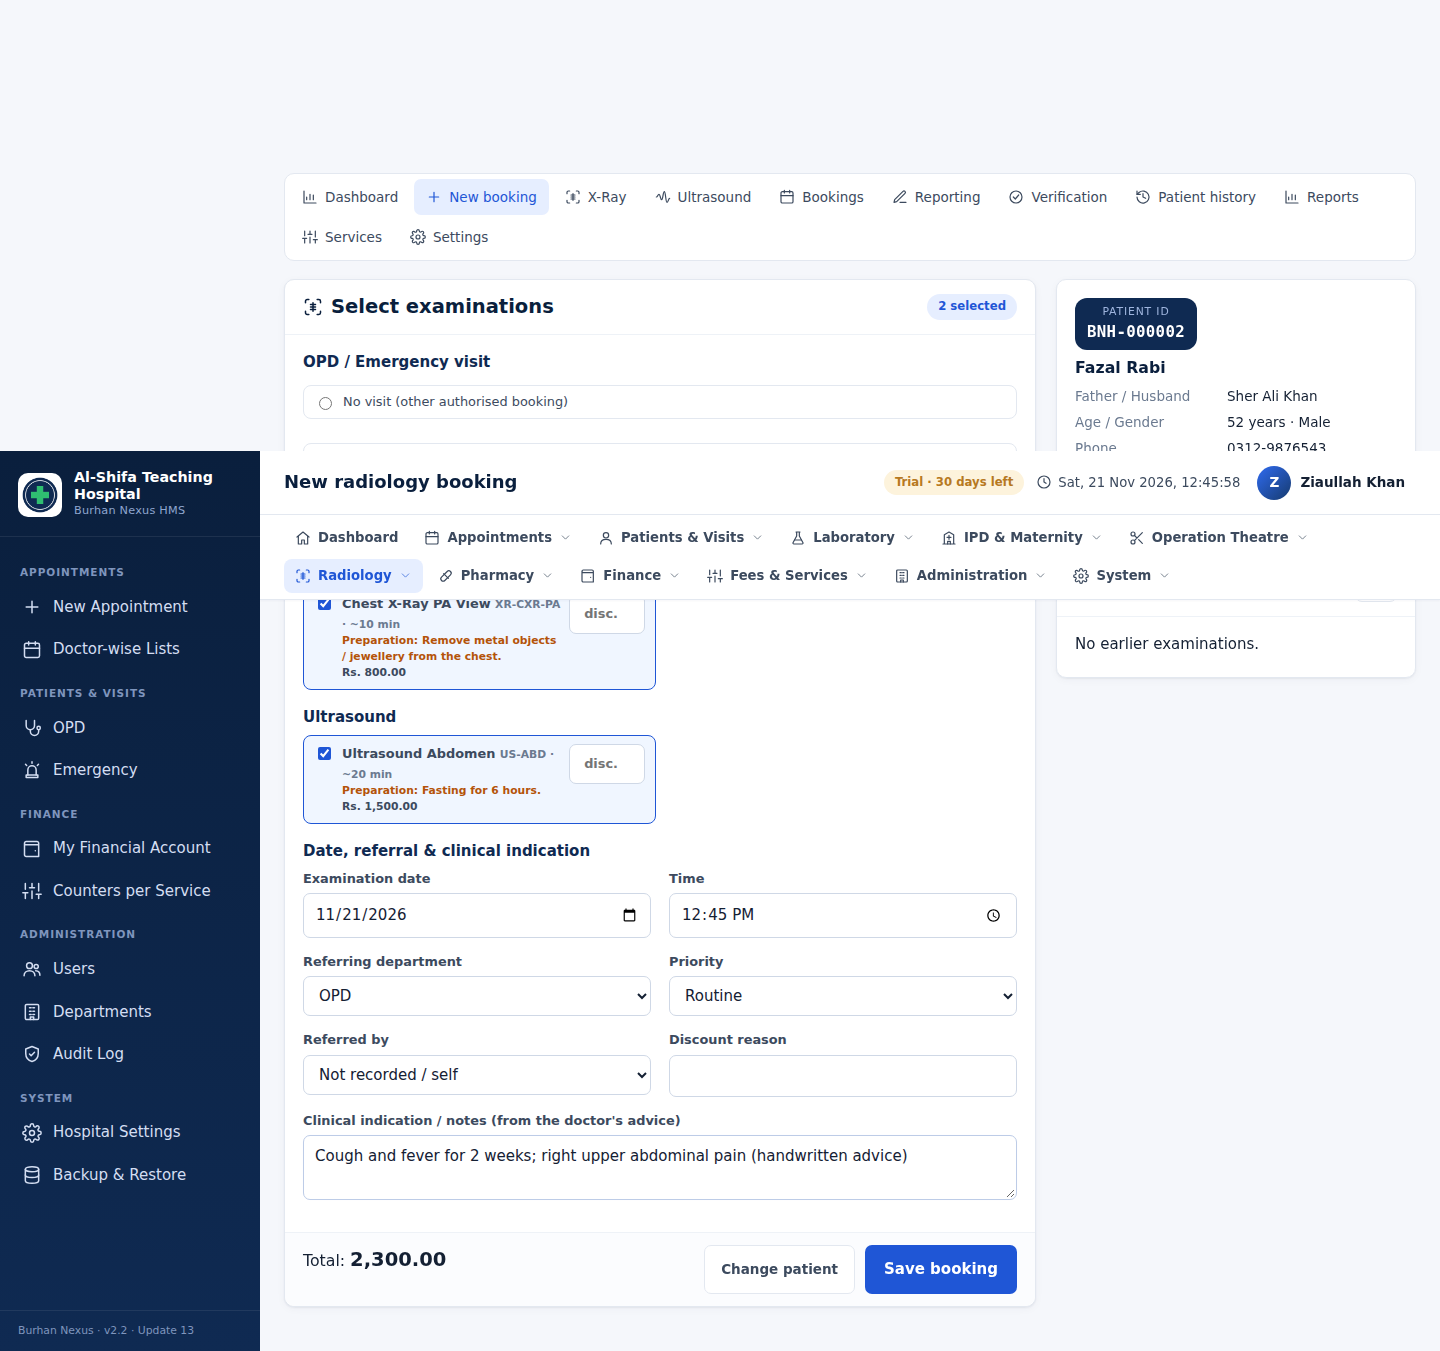 Dashboard
New booking
X-Ray
Ultrasound
Bookings
Reporting
Verification
Patient history
Reports
Services
Settings
Select examinations
2 selected
OPD / Emergency visit
No visit (other authorised booking)
PATIENT ID
BNH-000002
Fazal Rabi
Father / Husband Sher Ali Khan
Age / Gender 52 years · Male
Phone 0312-9876543
Al-Shifa Teaching
Hospital
Burhan Nexus HMS
APPOINTMENTS
New Appointment
Doctor-wise Lists
PATIENTS & VISITS
OPD
Emergency
FINANCE
My Financial Account
Counters per Service
ADMINISTRATION
Users
Departments
Audit Log
SYSTEM
Hospital Settings
Backup & Restore
Burhan Nexus · v2.2 · Update 13
New radiology booking
Trial · 30 days left
Sat, 21 Nov 2026, 12:45:58
Z
Ziaullah Khan
Dashboard
Appointments
Patients & Visits
Laboratory
IPD & Maternity
Operation Theatre
Radiology
Pharmacy
Finance
Fees & Services
Administration
System
Chest X-Ray PA View XR-CXR-PA
· ~10 min
Preparation: Remove metal objects
/ jewellery from the chest.
Rs. 800.00
disc.
Ultrasound
Ultrasound Abdomen US-ABD ·
~20 min
Preparation: Fasting for 6 hours.
Rs. 1,500.00
disc.
Date, referral & clinical indication
Examination date
11/21/2026
Time
12:45 PM
Referring department
OPD
Priority
Routine
Referred by
Not recorded / self
Discount reason
Clinical indication / notes (from the doctor's advice)
Cough and fever for 2 weeks; right upper abdominal pain (handwritten advice)
Total: 2,300.00
Change patient
Save booking
No earlier examinations.